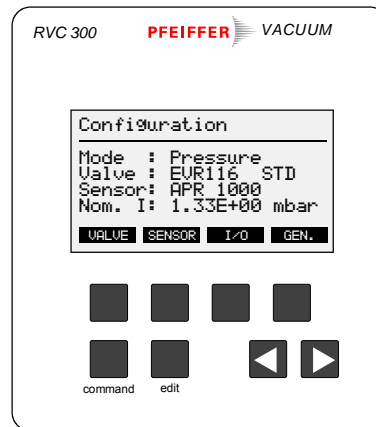 RVC 300 PFEIFFER VACUUM
Configuration
Mode : Pressure
Valve : EVR116 STD
Sensor: APR 1000
Nom. I: 1.33E+00 mbar
VALVE SENSOR I/O GEN.
command edit